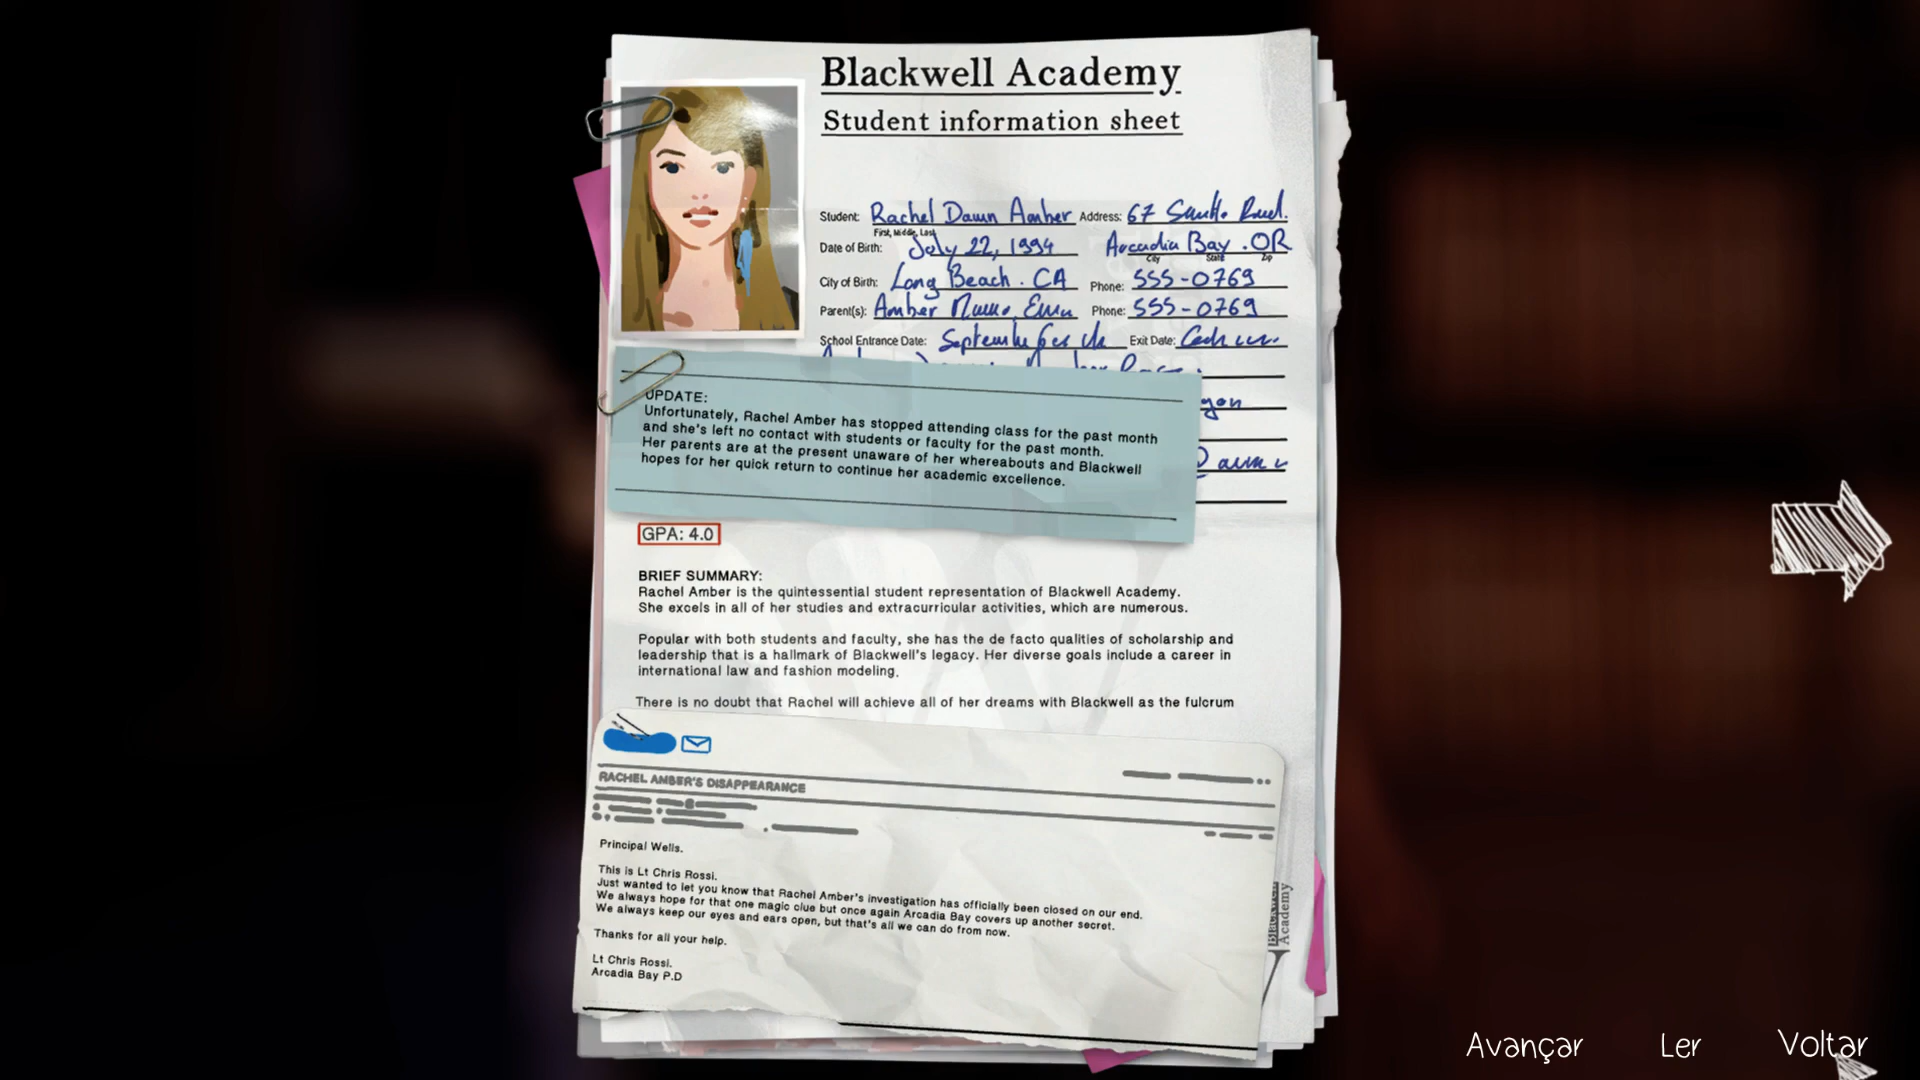 Blackwell Academy
Student information sheet
Student: Rachel Dawn Amber Address: 67
First, Middle, Last
Date of Birth: July 22, 1994 Arcadia Bay . OR
City State Zip
City of Birth: Long Beach . CA Phone: 555-0769
Parent(s): Amber Phone: 555-0769
School Entrance Date: Exit Date:
UPDATE:
Unfortunately, Rachel Amber has stopped attending class for the past month
and she's left no contact with students or faculty for the past month.
Her parents are at the present unaware of her whereabouts and Blackwell
hopes for her quick return to continue her academic excellence.
GPA: 4.0
BRIEF SUMMARY:
Rachel Amber is the quintessential student representation of Blackwell Academy.
She excels in all of her studies and extracurricular activities, which are numerous.
Popular with both students and faculty, she has the de facto qualities of scholarship and
leadership that is a hallmark of Blackwell's legacy. Her diverse goals include a career in
international law and fashion modeling.
There is no doubt that Rachel will achieve all of her dreams with Blackwell as the fulcrum
RACHEL AMBER'S DISAPPEARANCE
Principal Wells.
This is Lt Chris Rossi.
Just wanted to let you know that Rachel Amber's investigation has officially been closed on our end.
We always hope for that one magic clue but once again Arcadia Bay covers up another secret.
We always keep our eyes and ears open, but that's all we can do from now.
Thanks for all your help.
Lt Chris Rossi.
Arcadia Bay P.D
Blackwell
Academy
Avançar Ler Voltar